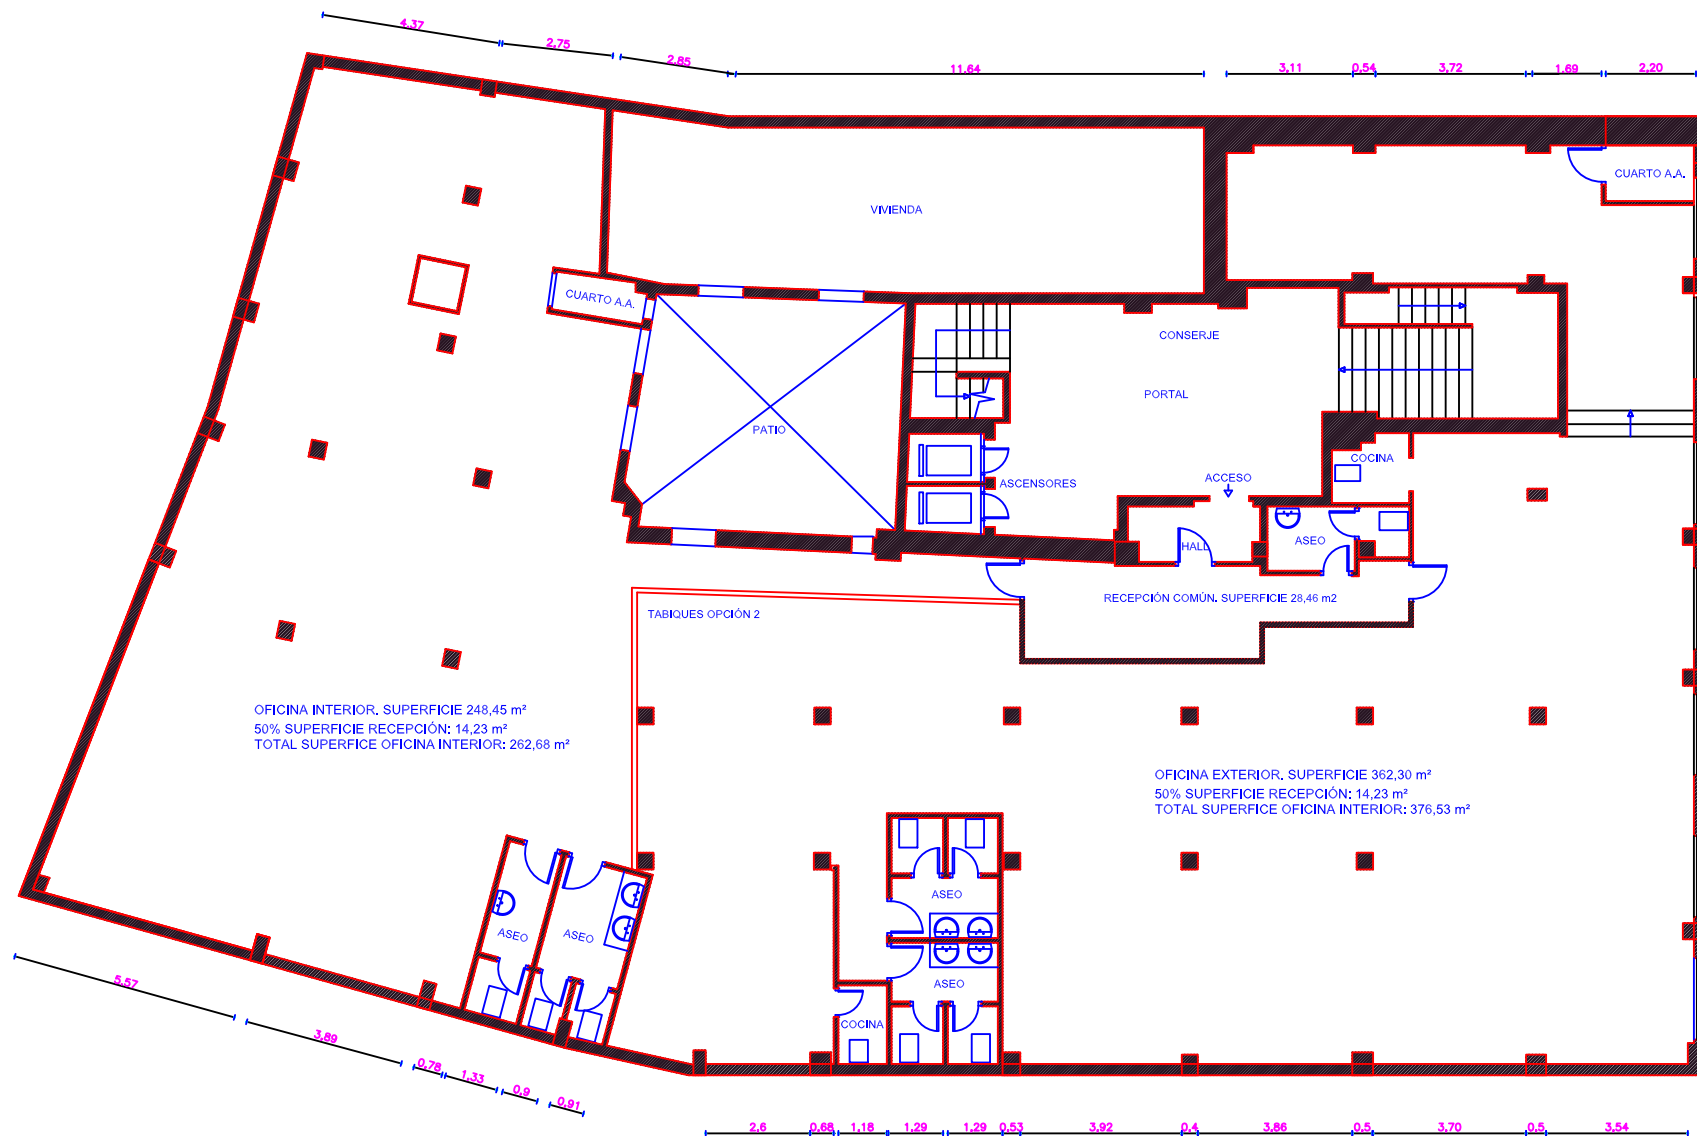 4,37
2,75
2,85
11,64
3,11
0,54
3,72
1,69
2,20
CUARTO A.A.
VIVIENDA
CUARTO A.A.
CONSERJE
PORTAL
PATIO
COCINA
ASCENSORES
ACCESO
HALL
ASEO
RECEPCIÓN COMÚN. SUPERFICIE 28,46 m2
TABIQUES OPCIÓN 2
OFICINA INTERIOR. SUPERFICIE 248,45 m²
50% SUPERFICIE RECEPCIÓN: 14,23 m²
TOTAL SUPERFICE OFICINA INTERIOR: 262,68 m²
OFICINA EXTERIOR. SUPERFICIE 362,30 m²
50% SUPERFICIE RECEPCIÓN: 14,23 m²
TOTAL SUPERFICE OFICINA INTERIOR: 376,53 m²
ASEO
ASEO
ASEO
ASEO
COCINA
5,57
3,89
0,78
1,33
0,9
0,91
2,6
0,68
1,18
1,29
1,29
0,53
3,92
0,4
3,86
0,5
3,70
0,5
3,54